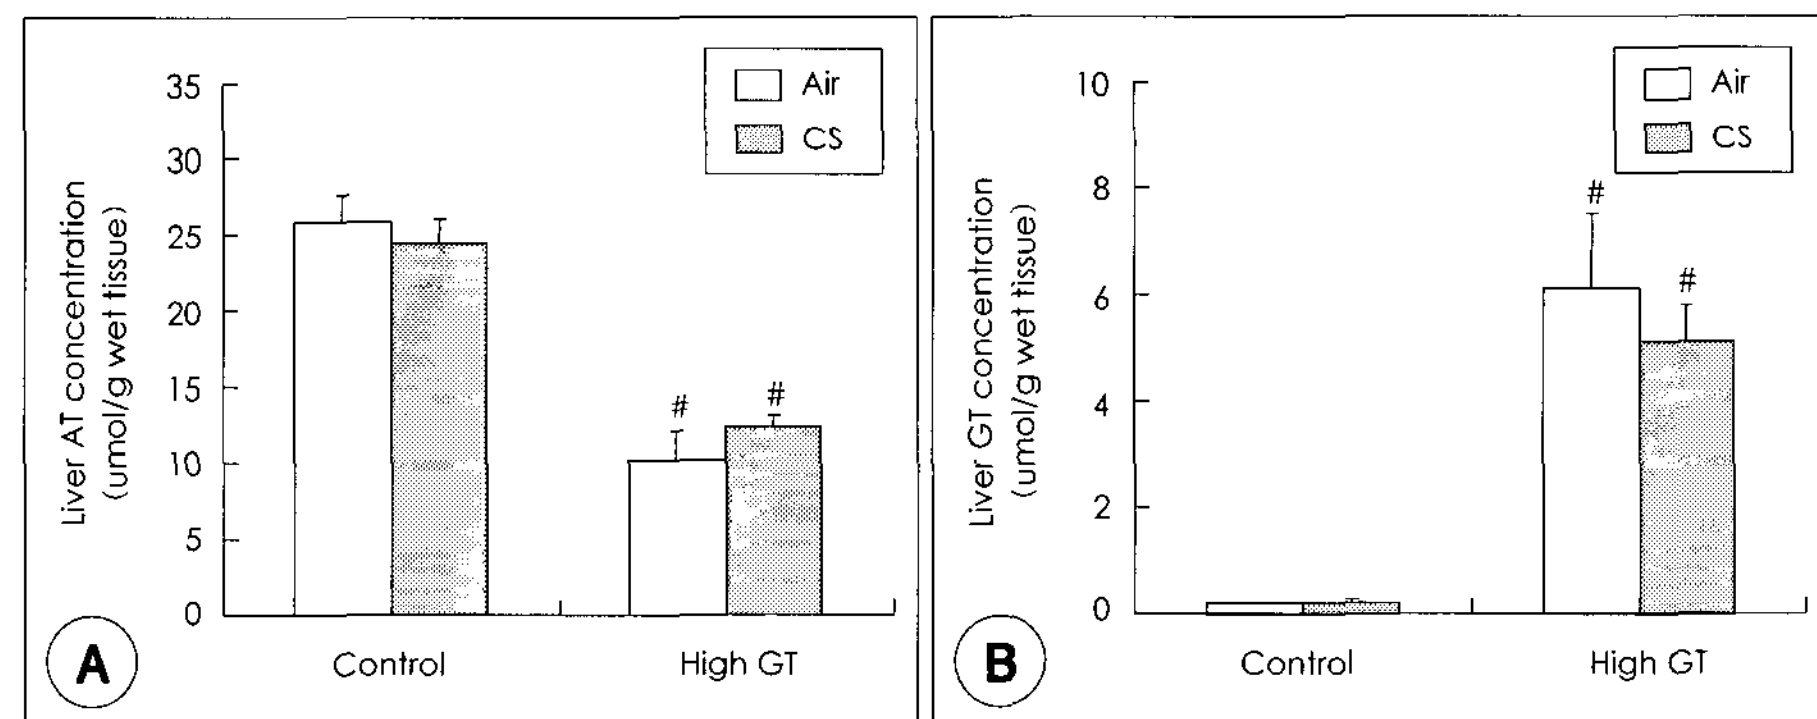 35
30
25
20
15
10
5
0
Liver AT concentration
(umol/g wet tissue)
Air
CS
#
#
Control
High GT
A
10
8
6
4
2
0
Liver GT concentration
(umol/g wet tissue)
Air
CS
#
#
Control
High GT
B